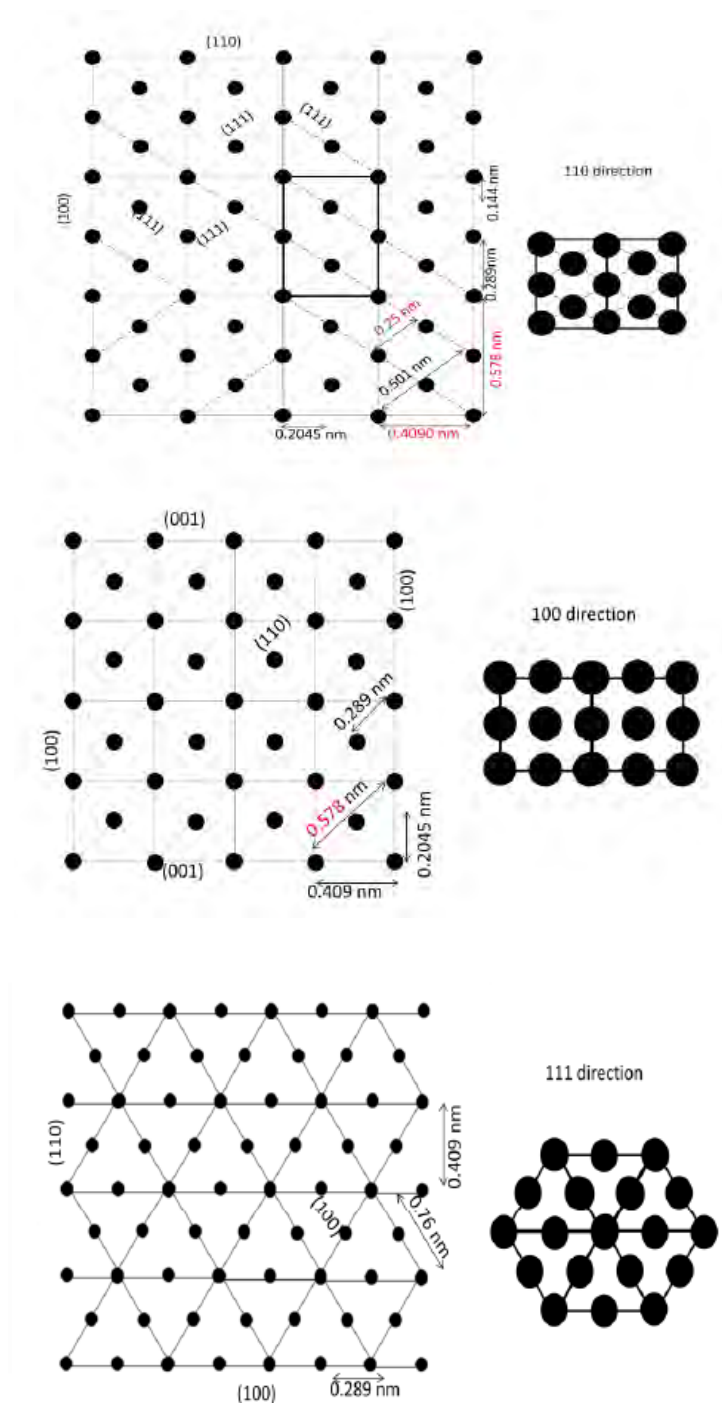 (110)
(111)
(111)
110 direction
(100)
(111)
(111)
0.144 nm
0.289nm
0.25 nm
0.501 nm
0.578 nm
0.2045 nm
0.4090 nm
(001)
(100)
(110)
100 direction
0.289 nm
(100)
0.578 nm
0.2045 nm
(001)
0.409 nm
111 direction
(110)
0.409 nm
(100)
0.76 nm
0.289 nm
(100)